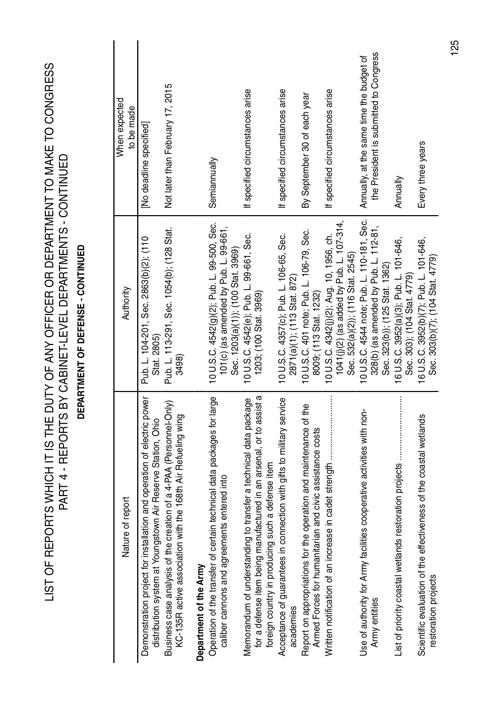 LIST OF REPORTS WHICH IT IS THE DUTY OF ANY OFFICER OR DEPARTMENT TO MAKE TO CONGRESS
PART 4 - REPORTS BY CABINET-LEVEL DEPARTMENTS - CONTINUED
DEPARTMENT OF DEFENSE - CONTINUED
Nature of report
Authority
When expected
to be made
Demonstration project for installation and operation of electric power
distribution system at Youngstown Air Reserve Station, Ohio
Pub. L. 104-201, Sec. 2863(b)(2); (110
Stat. 2805)
[No deadline specified]
Business case analysis of the creation of a 4-PAA (Personnel-Only)
KC-135R active association with the 168th Air Refueling wing
Pub. L. 113-291, Sec. 1054(b); (128 Stat.
3498)
Not later than February 17, 2015
Department of the Army
Operation of the transfer of certain technical data packages for large
caliber cannons and agreements entered into
10 U.S.C. 4542(g)(2); Pub. L. 99-500, Sec.
101(c) (as amended by Pub. L. 99-661,
Sec. 1203(a)(1)); (100 Stat. 3969)
Semiannually
Memorandum of understanding to transfer a technical data package
for a defense item being manufactured in an arsenal, or to assist a
foreign country in producing such a defense item
10 U.S.C. 4542(e); Pub. L. 99-661, Sec.
1203; (100 Stat. 3969)
If specified circumstances arise
Acceptance of guarantees in connection with gifts to military service
academies
10 U.S.C. 4357(c); Pub. L. 106-65, Sec.
2871(a)(1); (113 Stat. 872)
If specified circumstances arise
Report on appropriations for the operation and maintenance of the
Armed Forces for humanitarian and civic assistance costs
10 U.S.C. 401 note; Pub. L. 106-79, Sec.
8009; (113 Stat. 1232)
By September 30 of each year
Written notification of an increase in cadet strength ........................
10 U.S.C. 4342(j)(2); Aug. 10, 1956, ch.
1041(j)(2) (as added by Pub. L. 107-314,
Sec. 532(a)(2)); (116 Stat. 2545)
If specified circumstances arise
Use of authority for Army facilities cooperative activities with non-
Army entities
10 U.S.C. 4544 note; Pub. L. 110-181, Sec.
328(b) (as amended by Pub. L. 112-81,
Sec. 323(b)); (125 Stat. 1362)
Annually, at the same time the budget of
the President is submitted to Congress
List of priority coastal wetlands restoration projects ........................
16 U.S.C. 3952(a)(3); Pub. L. 101-646,
Sec. 303); (104 Stat. 4779)
Annually
Scientific evaluation of the effectiveness of the coastal wetlands
restoration projects
16 U.S.C. 3952(b)(7); Pub. L. 101-646,
Sec. 303(b)(7); (104 Stat. 4779)
Every three years
125